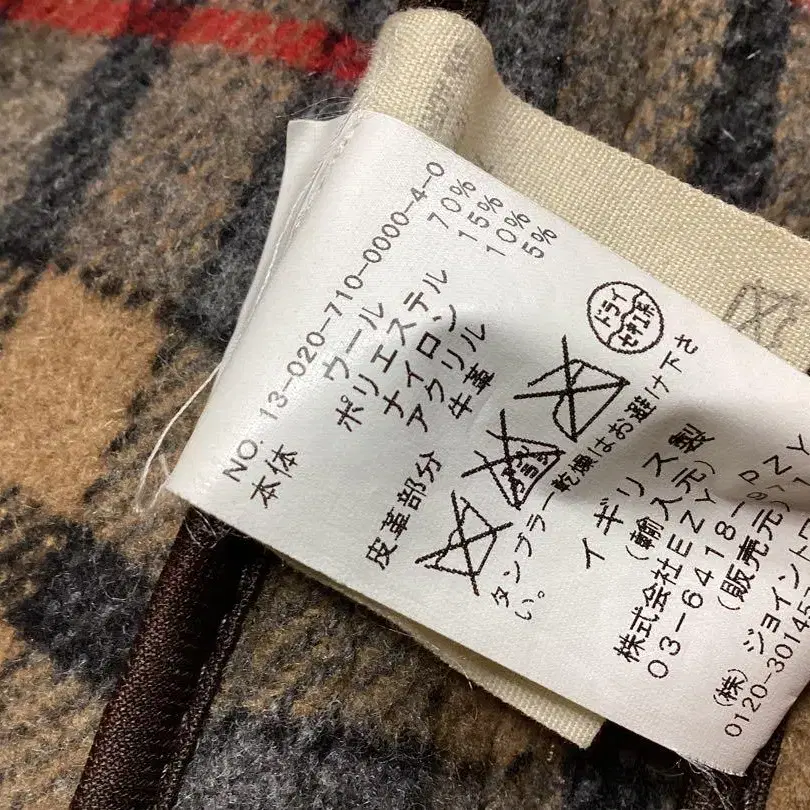 NO. 13-020-710-0000-4-0
本体 ウール 70%
ポリエステル 15%
ナイロン 10%
アクリル 5%
皮革部分 牛革
ドライ
セキユ系
タンブラー乾燥はお避け下さ
い。
イギリス製
(輸入元)
株式会社EZY
03-6418-
(販売元)
(株)ジョイント
0120-3014